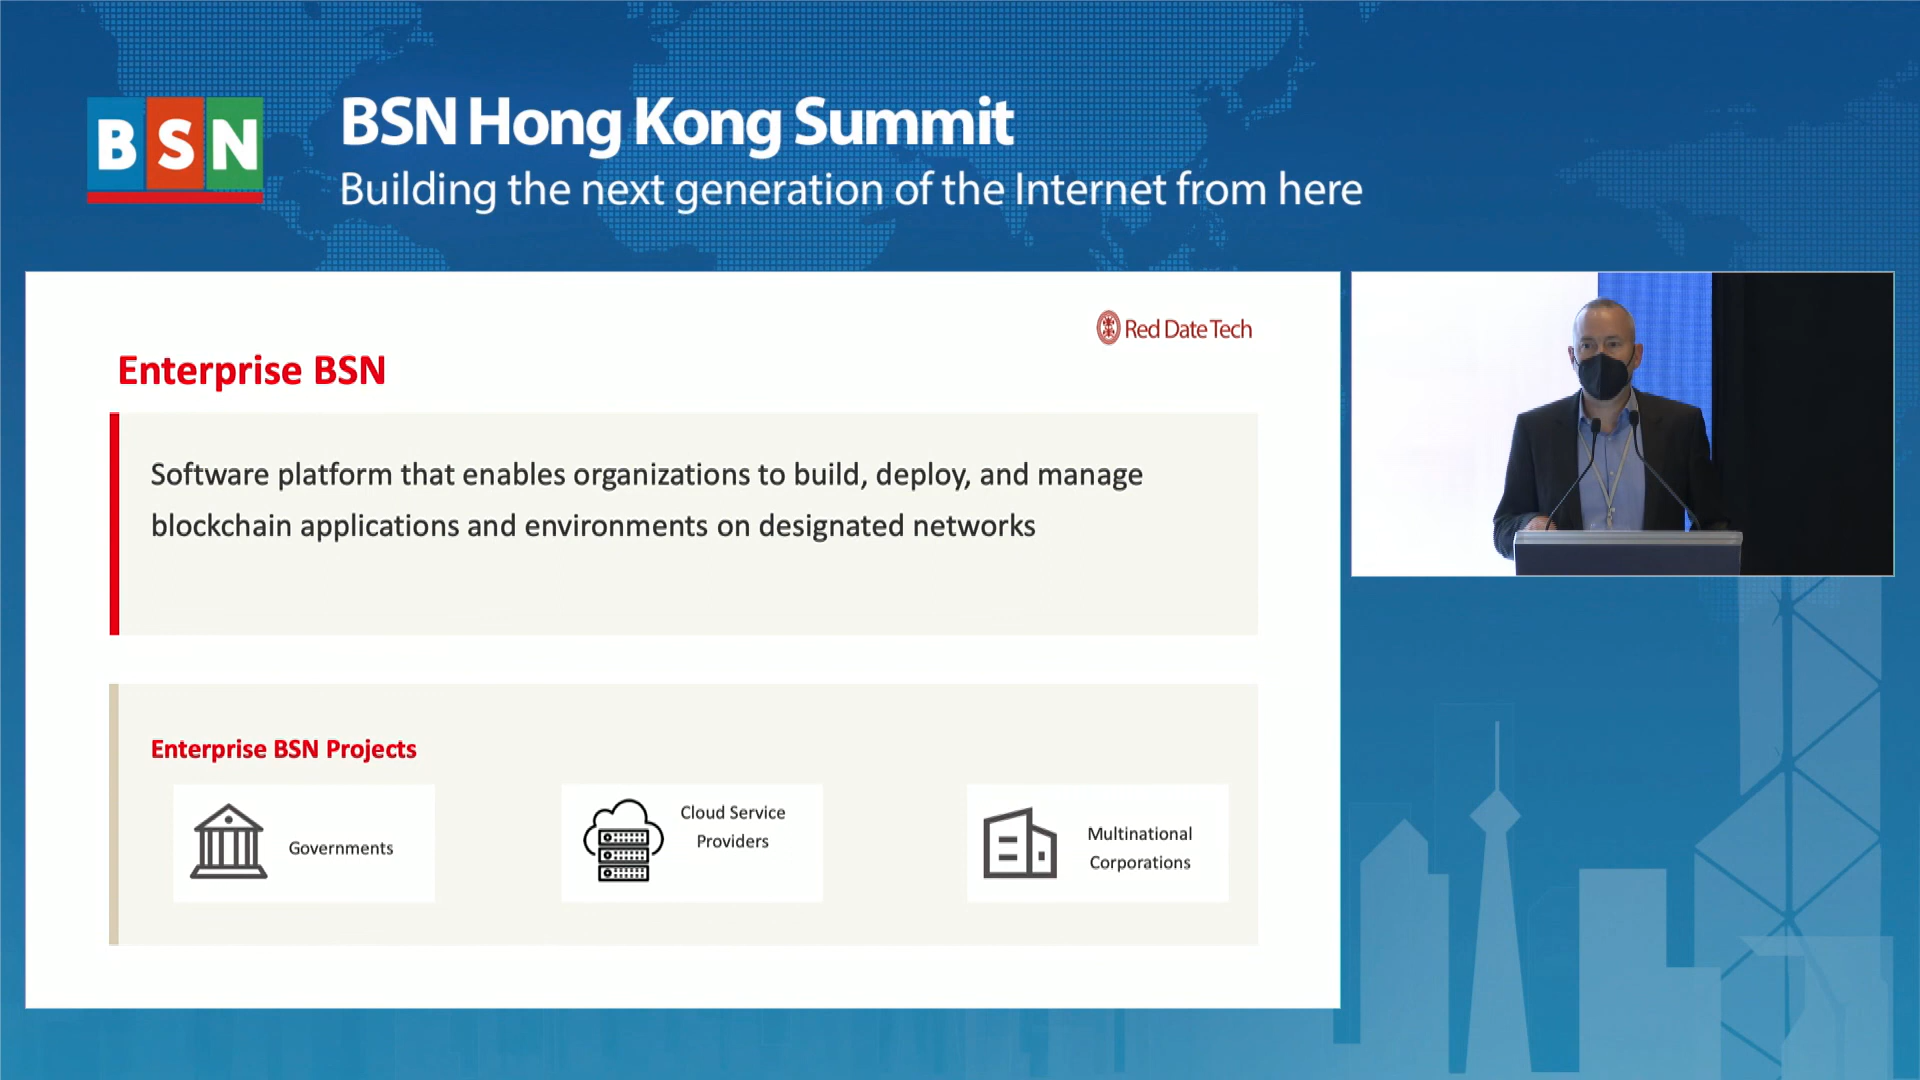 BSN
BSN Hong Kong Summit
Building the next generation of the Internet from here
Red Date Tech
Enterprise BSN
Software platform that enables organizations to build, deploy, and manage
blockchain applications and environments on designated networks
Enterprise BSN Projects
Governments
Cloud Service
Providers
Multinational
Corporations